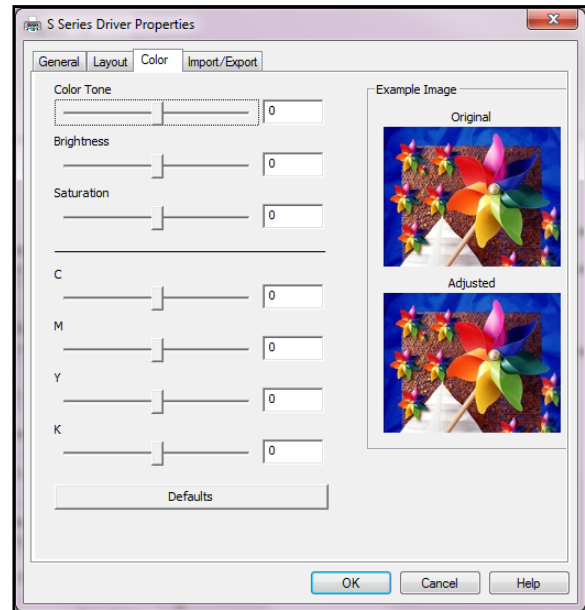 S Series Driver Properties
General Layout Color Import/Export
Color Tone
0
Brightness
0
Saturation
0
C
0
M
0
Y
0
K
0
Defaults
Example Image
Original
Adjusted
OK Cancel Help